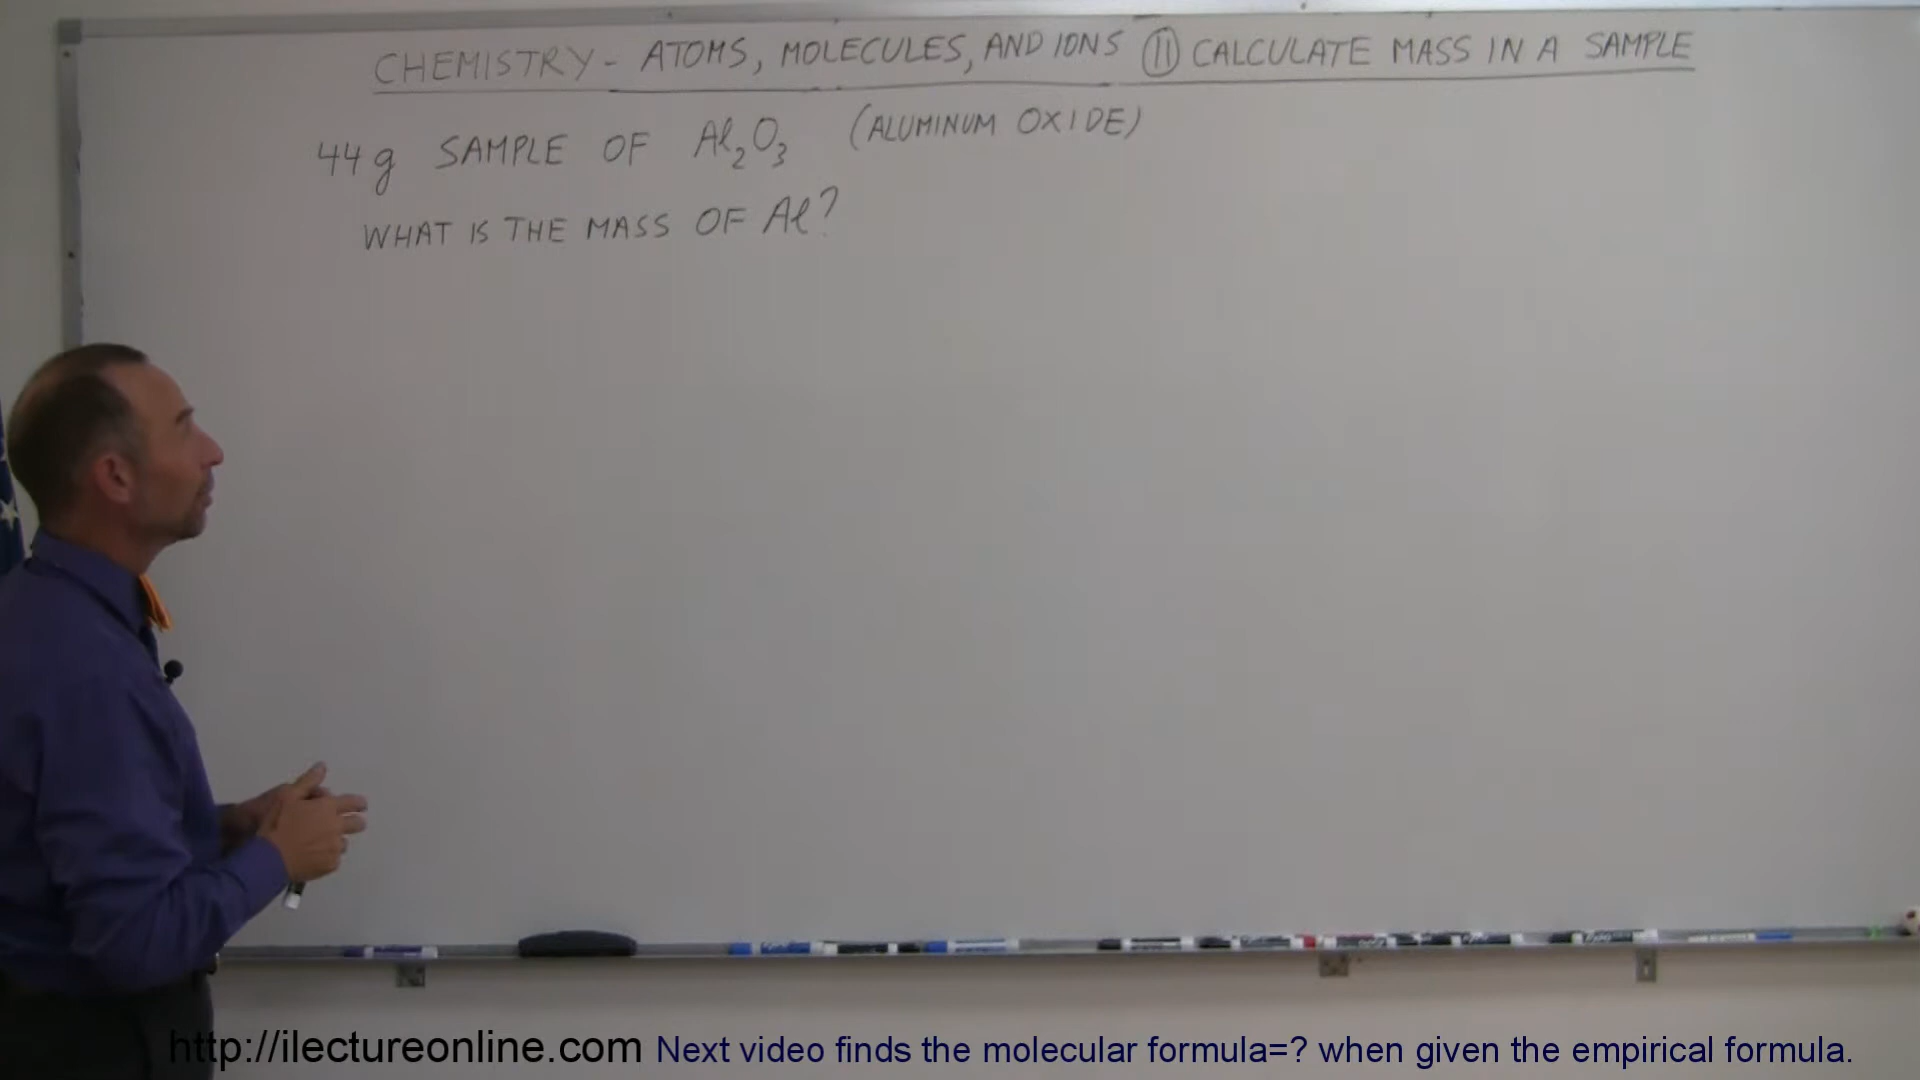 CHEMISTRY - ATOMS, MOLECULES, AND IONS ⑪ CALCULATE MASS IN A SAMPLE
44g SAMPLE OF Al₂O₃ (ALUMINUM OXIDE)
WHAT IS THE MASS OF Al?
http://ilectureonline.com Next video finds the molecular formula=? when given the empirical formula.